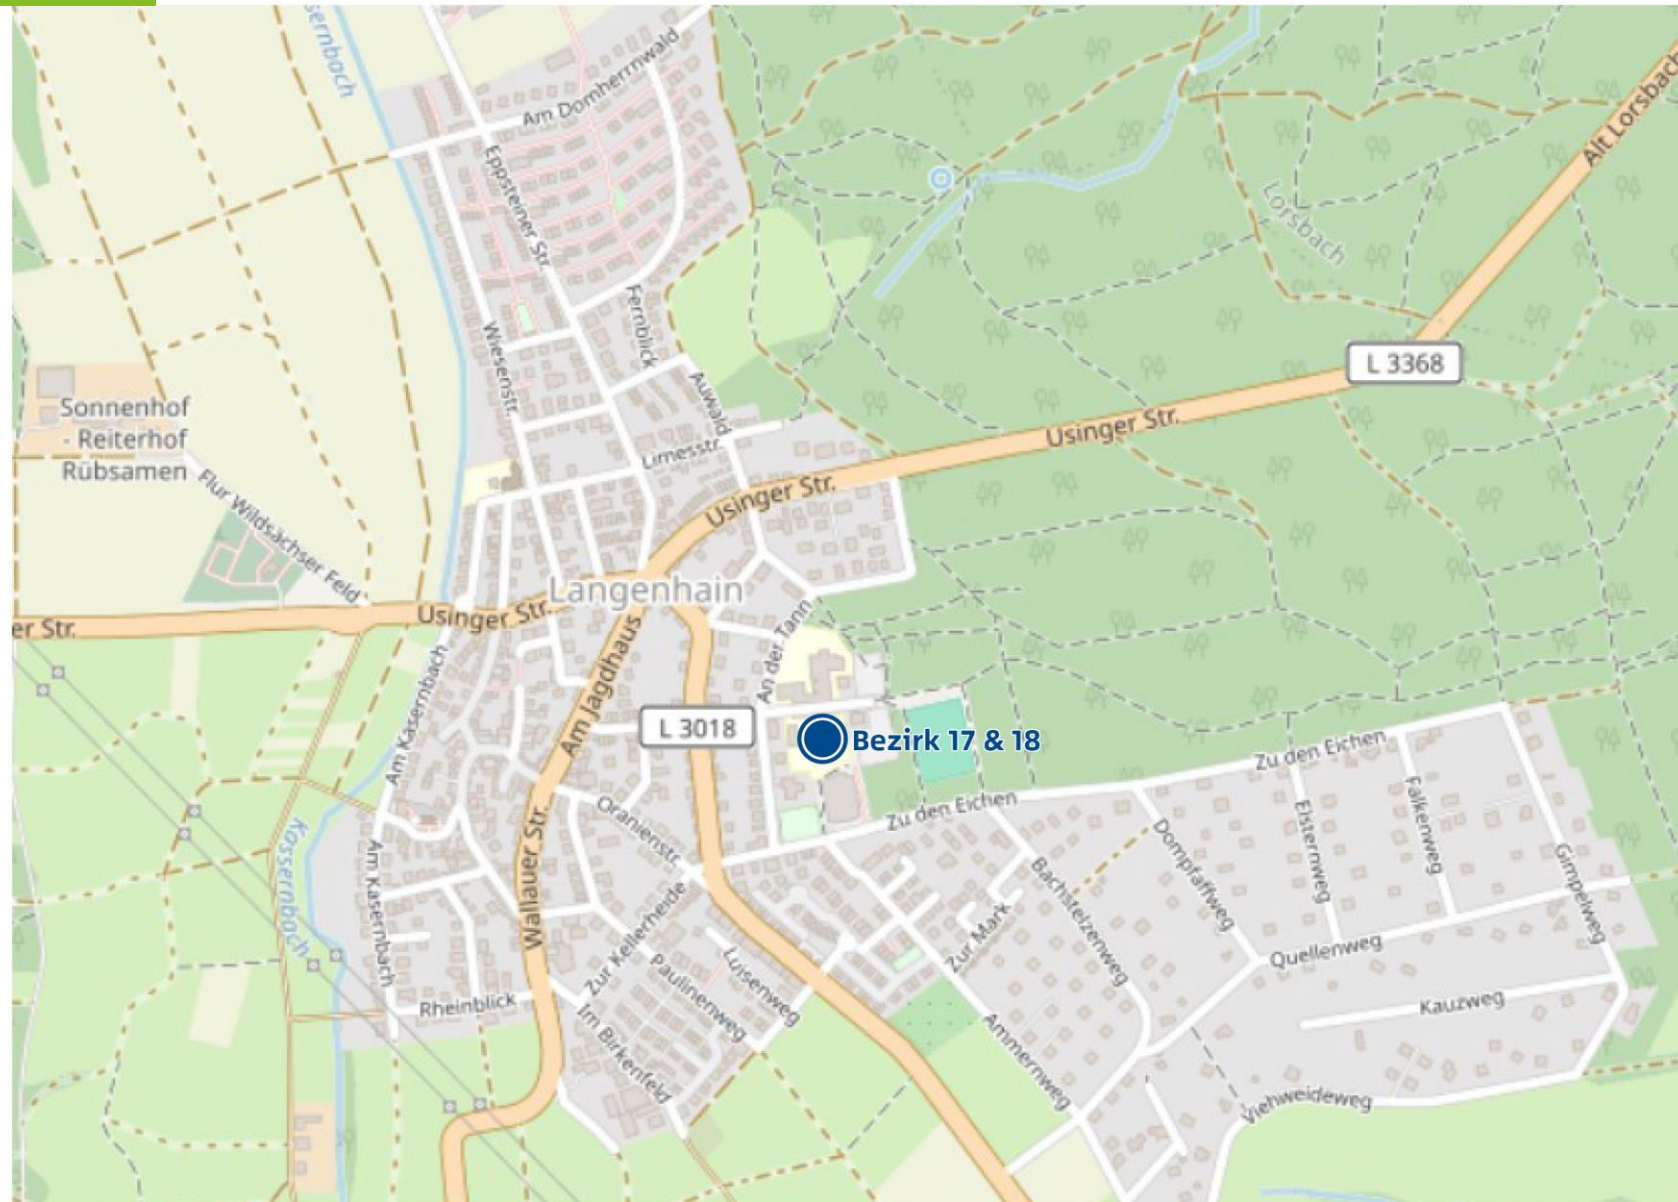 sernbach
Am Domherrnwald
Eppsteiner Str.
Alt Lorsbach
Lorsbach
Fernblick
Wiesenstr.
L 3368
Auwald
Sonnenhof
- Reiterhof
Rübsamen
Usinger Str.
Limesstr.
Flur Wildsächser Feld
Usinger Str.
Langenhain
Usinger Str.
er Str.
An der Tann
Am Jagdhaus
Am Kasernbach
L 3018
Bezirk 17 & 18
Zu den Eichen
Zu den Eichen
Oranienstr.
Elsternweg
Falkenweg
Dompfaffweg
Gimpelweg
Kassernbach
Am Kasernbach
Wallauer Str.
Bachstelzenweg
Zur Kellerheide
Zur Mark
Quellenweg
Paulinenweg
Luisenweg
Rheinblick
Kauzweg
Im Birkenfeld
Ammernweg
Viehweideweg